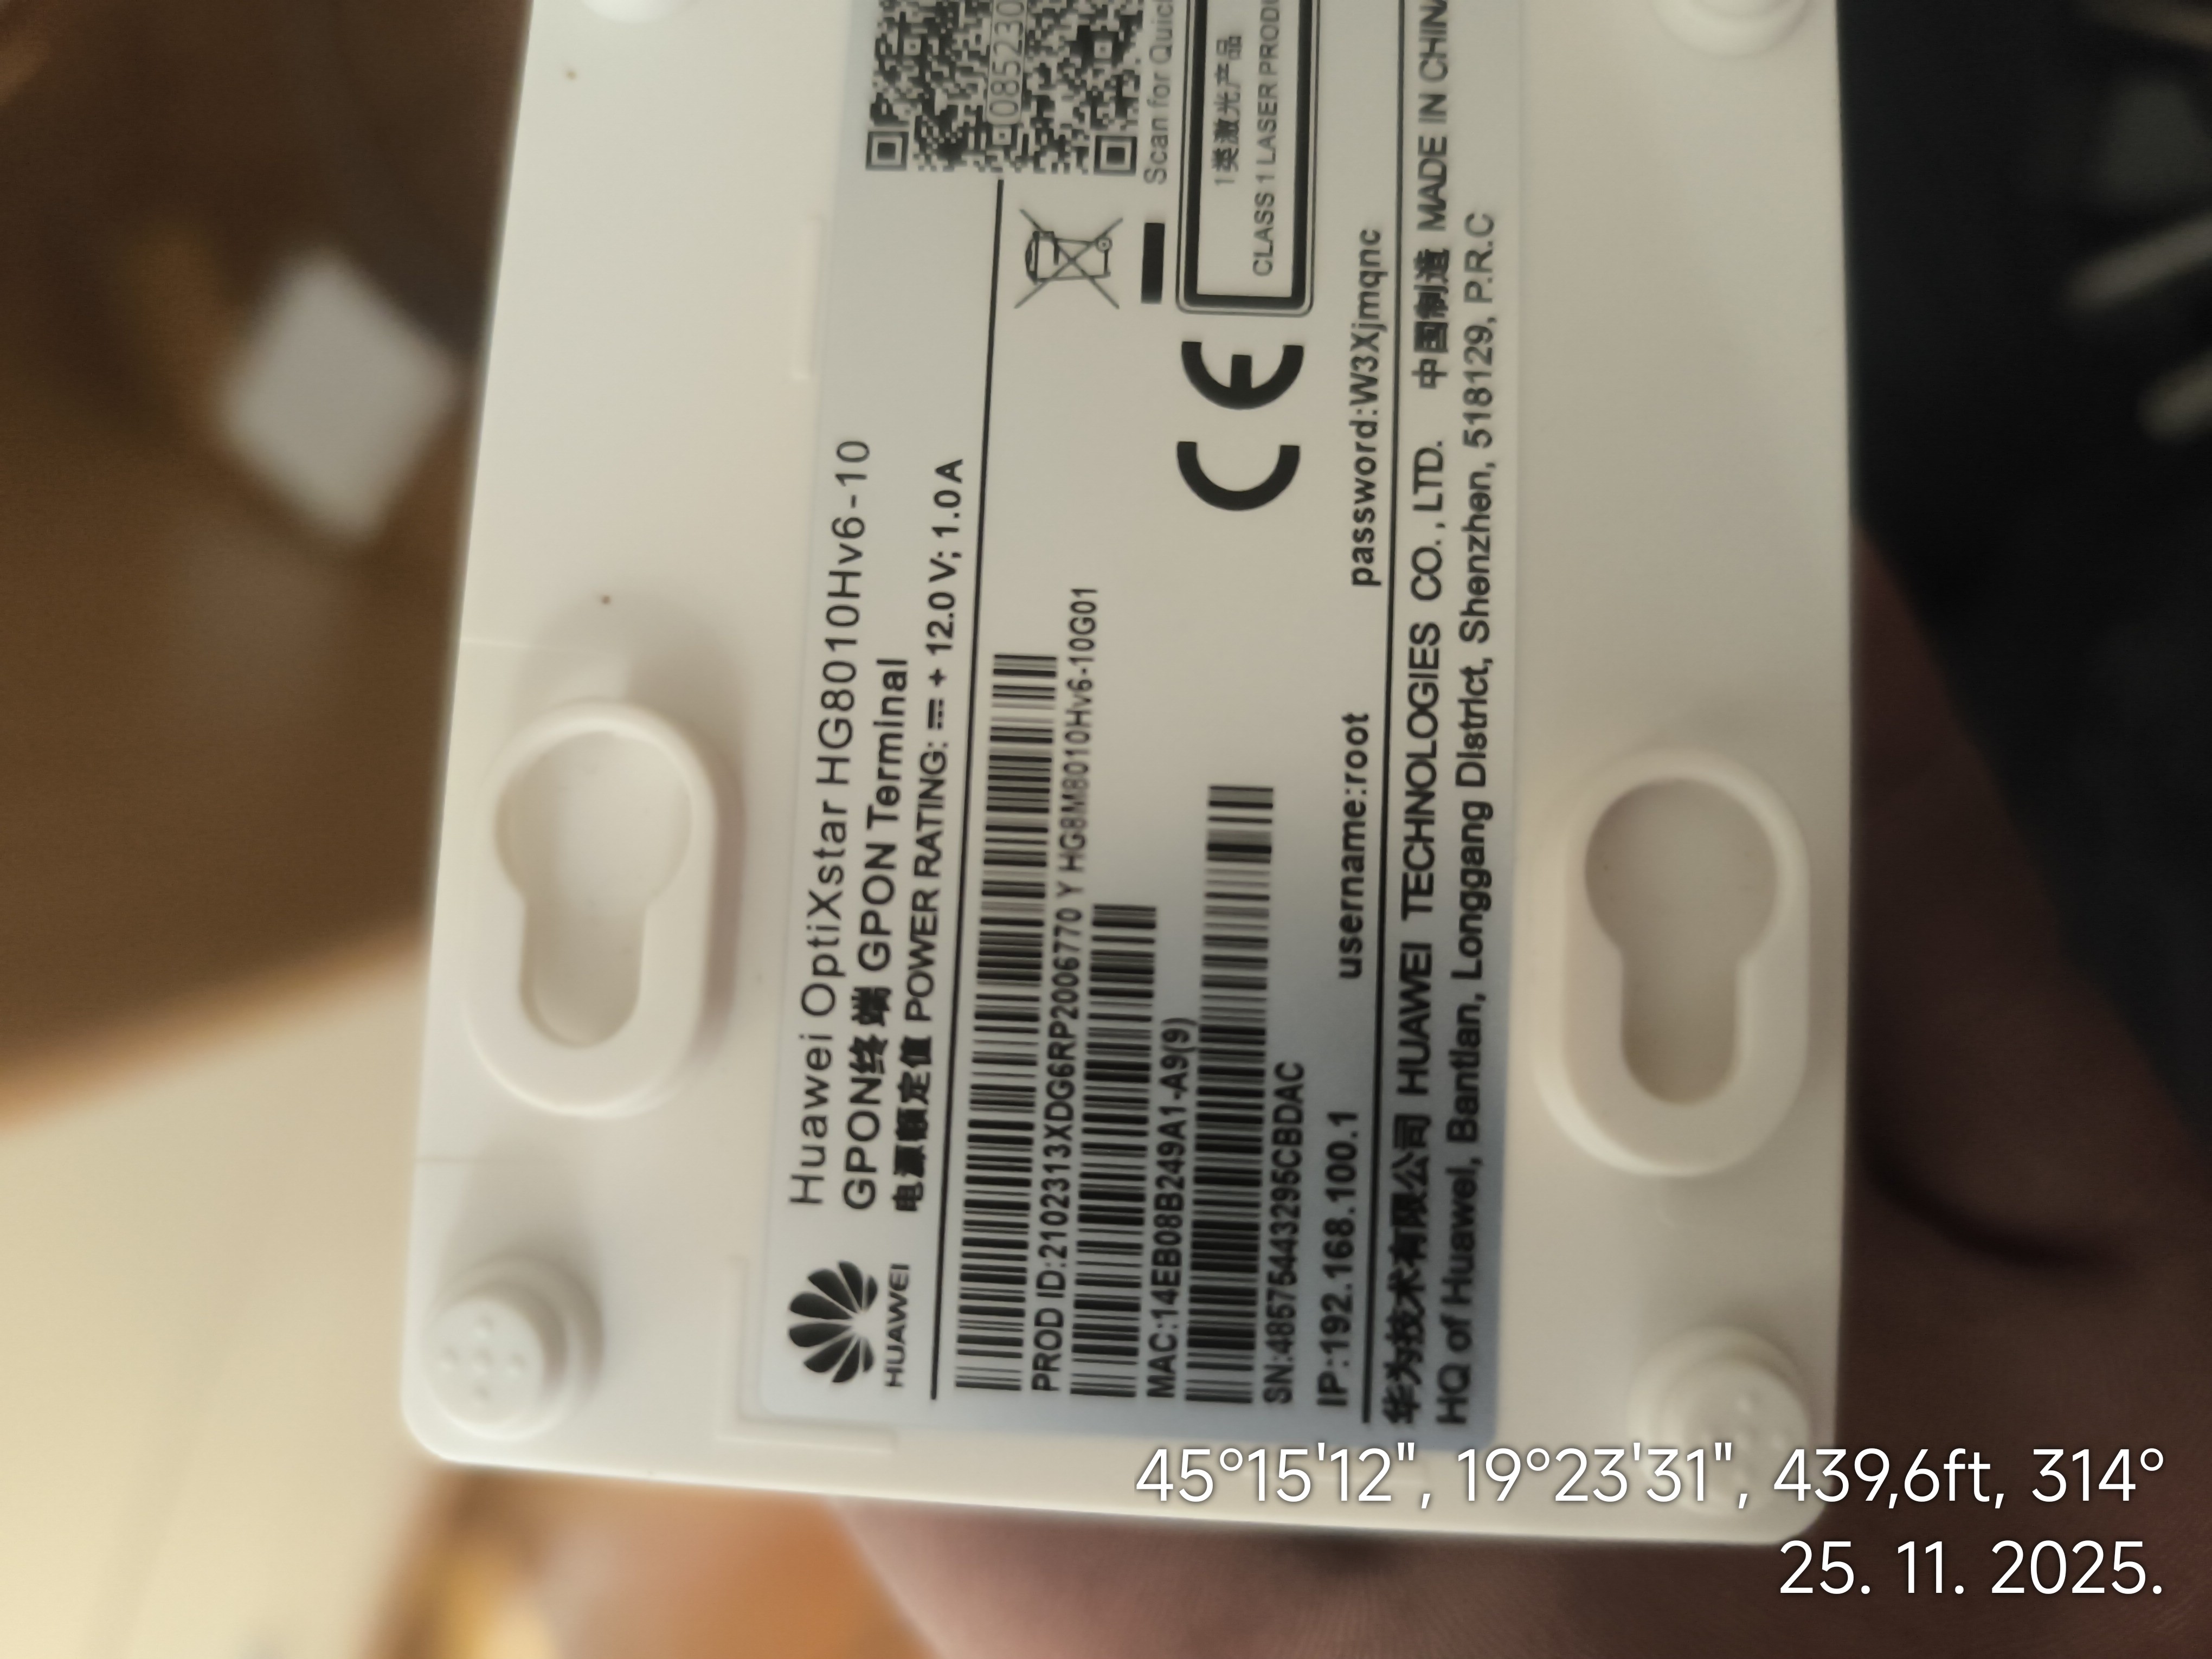 Huawei OptiXstar HG8010Hv6-10
GPON终端 GPON Terminal
电源额定值 POWER RATING: ⎓ + 12.0 V; 1.0 A
HUAWEI
PROD ID:2102313XDG6RP2006770 Y HG8M8010Hv6-10G01
MAC:14EB08B249A1-A9(9)
SN:485754443295CBDAC
IP:192.168.100.1
username:root
password:W3Xjmqnc
CE
Scan for
1类激光产品
CLASS 1 LASER
华为技术有限公司 HUAWEI TECHNOLOGIES CO., LTD. 中国制造 MADE IN CHINA
HQ of Huawei, Bantian, Longgang District, Shenzhen, 518129, P.R.C
45°15'12", 19°23'31", 439,6ft, 314°
25. 11. 2025.